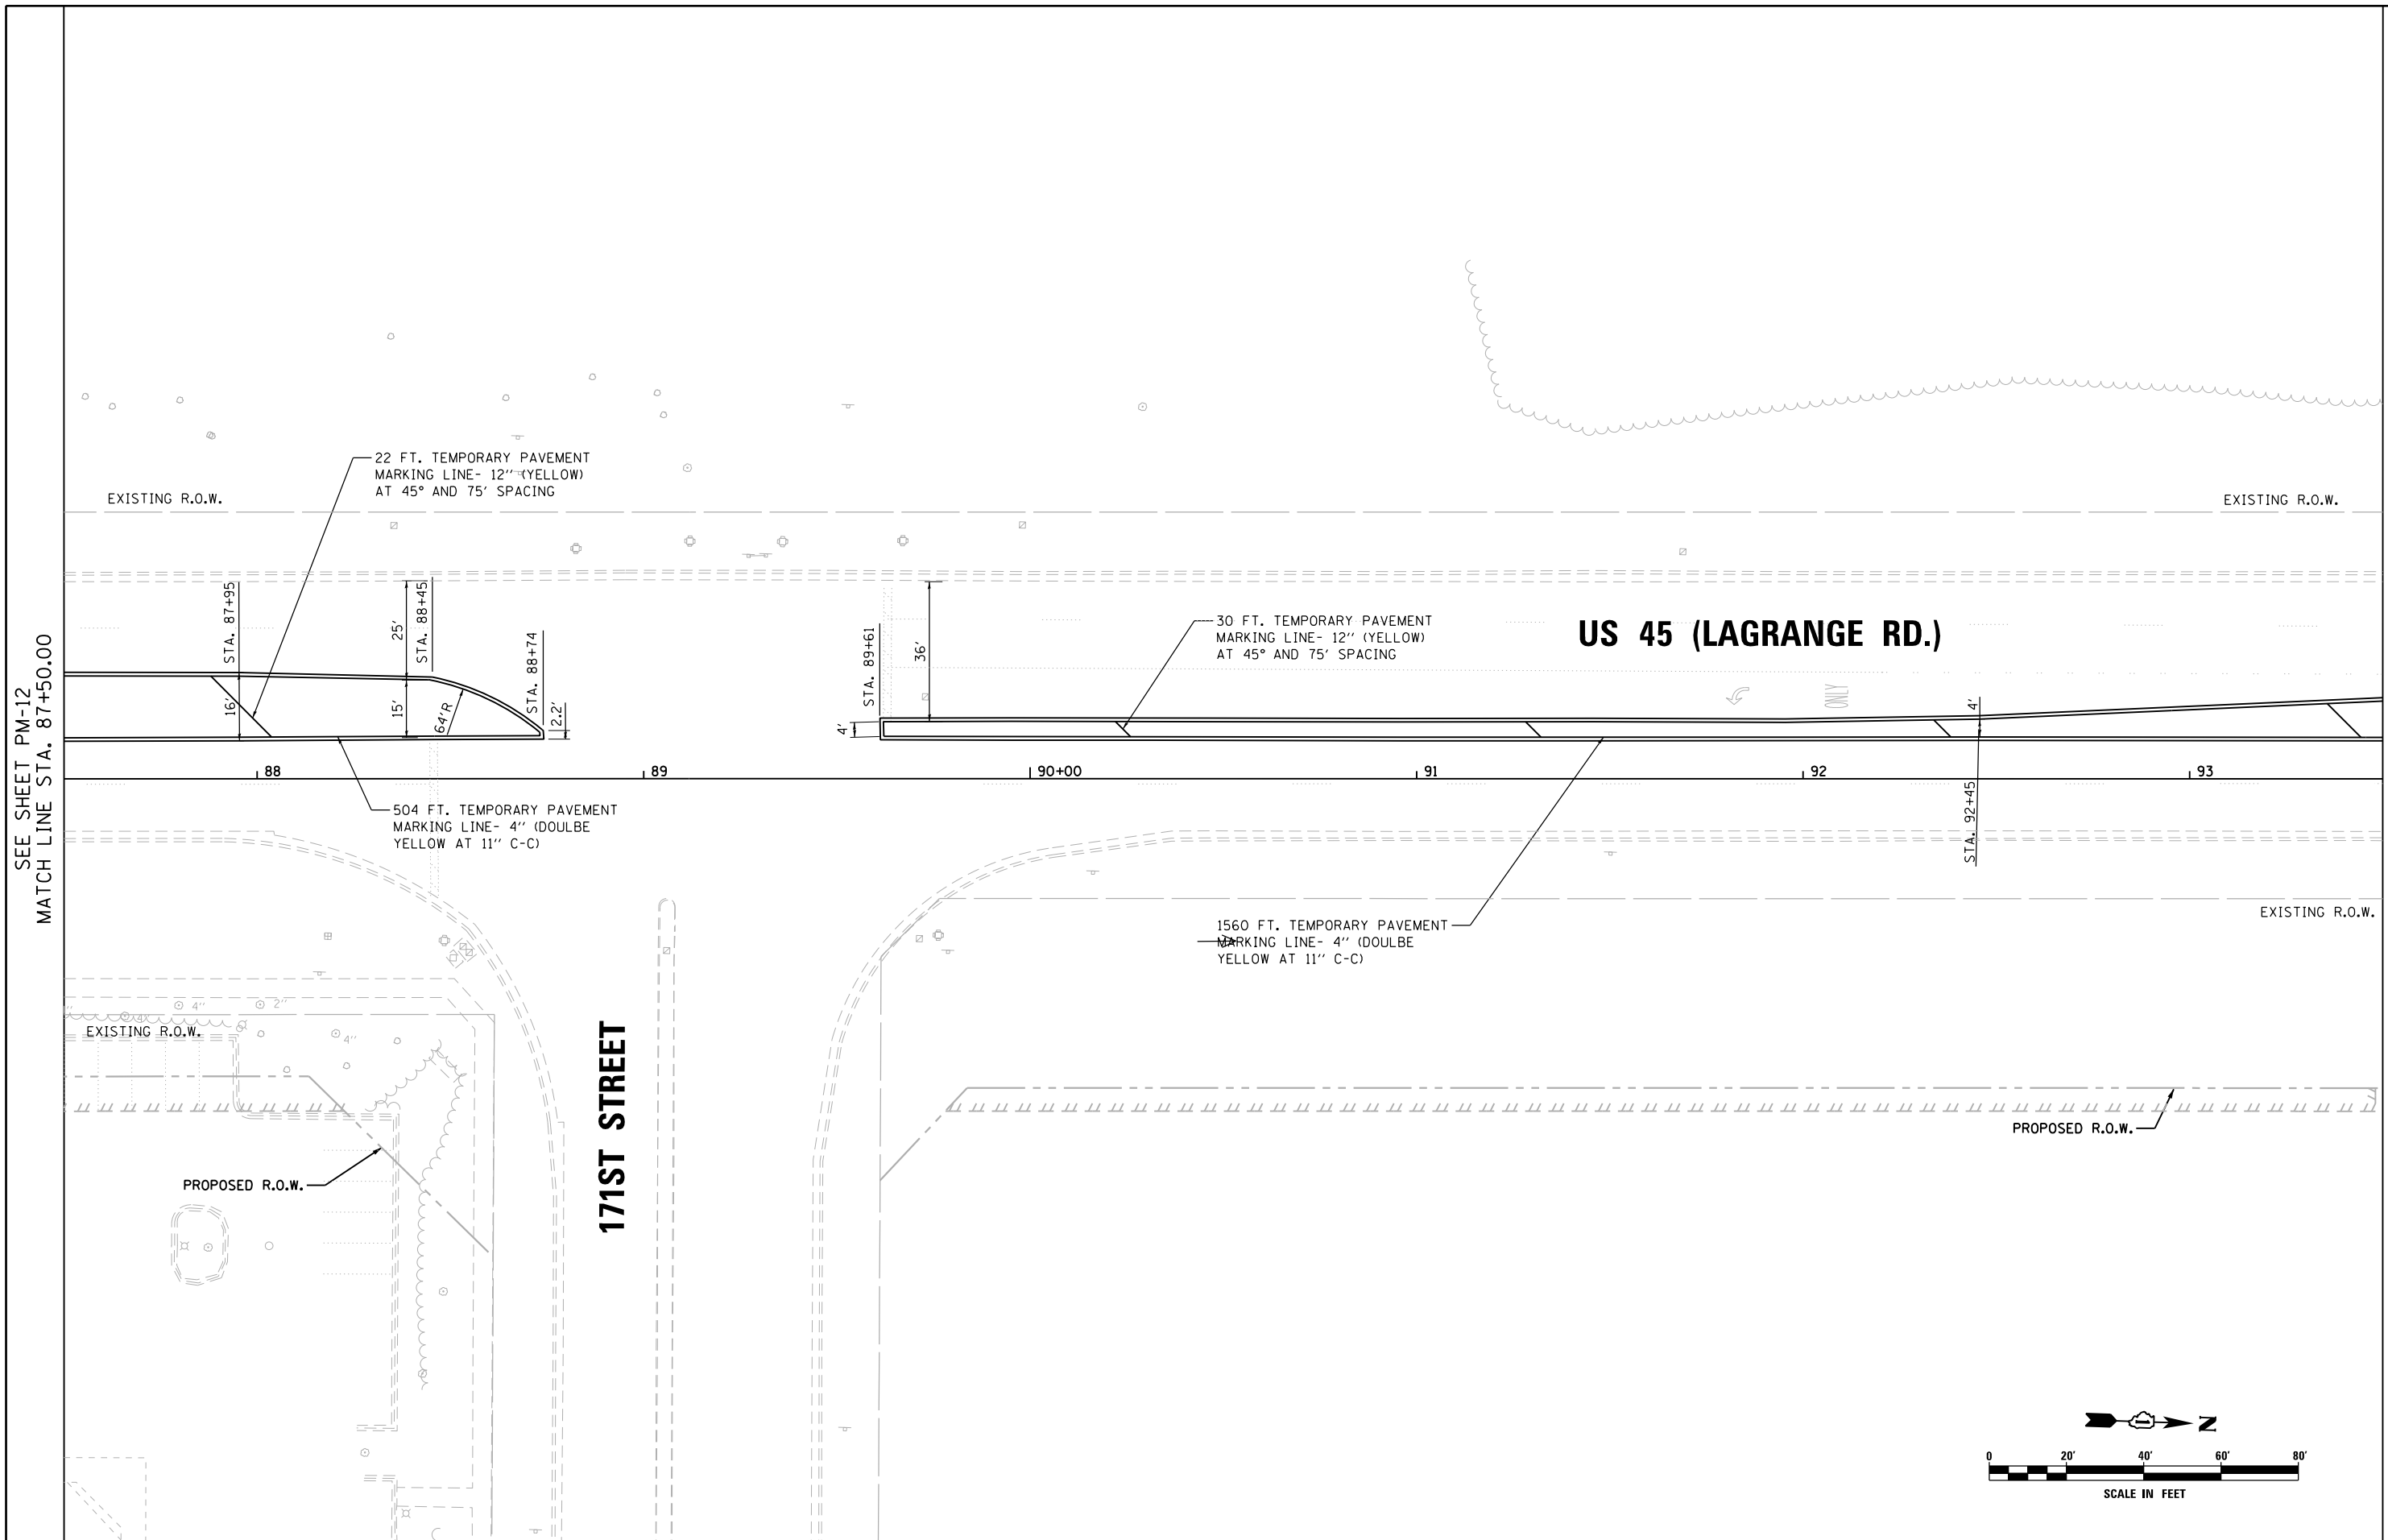 SEE SHEET PM-12
MATCH LINE STA. 87+50.00
22 FT. TEMPORARY PAVEMENT
MARKING LINE- 12'' (YELLOW)
AT 45° AND 75' SPACING
EXISTING R.O.W.
EXISTING R.O.W.
STA. 87+95
16'
25'
15'
STA. 88+45
64'R
STA. 88+74
2.2'
STA. 89+61
4'
36'
30 FT. TEMPORARY PAVEMENT
MARKING LINE- 12'' (YELLOW)
AT 45° AND 75' SPACING
US 45 (LAGRANGE RD.)
ONLY
4'
STA. 92+45
88
89
90+00
91
92
93
504 FT. TEMPORARY PAVEMENT
MARKING LINE- 4'' (DOULBE
YELLOW AT 11'' C-C)
1560 FT. TEMPORARY PAVEMENT
MARKING LINE- 4'' (DOULBE
YELLOW AT 11'' C-C)
EXISTING R.O.W.
4''
2''
4''
4''
EXISTING R.O.W.
171ST STREET
PROPOSED R.O.W.
PROPOSED R.O.W.
N
0 20' 40' 60' 80'
SCALE IN FEET